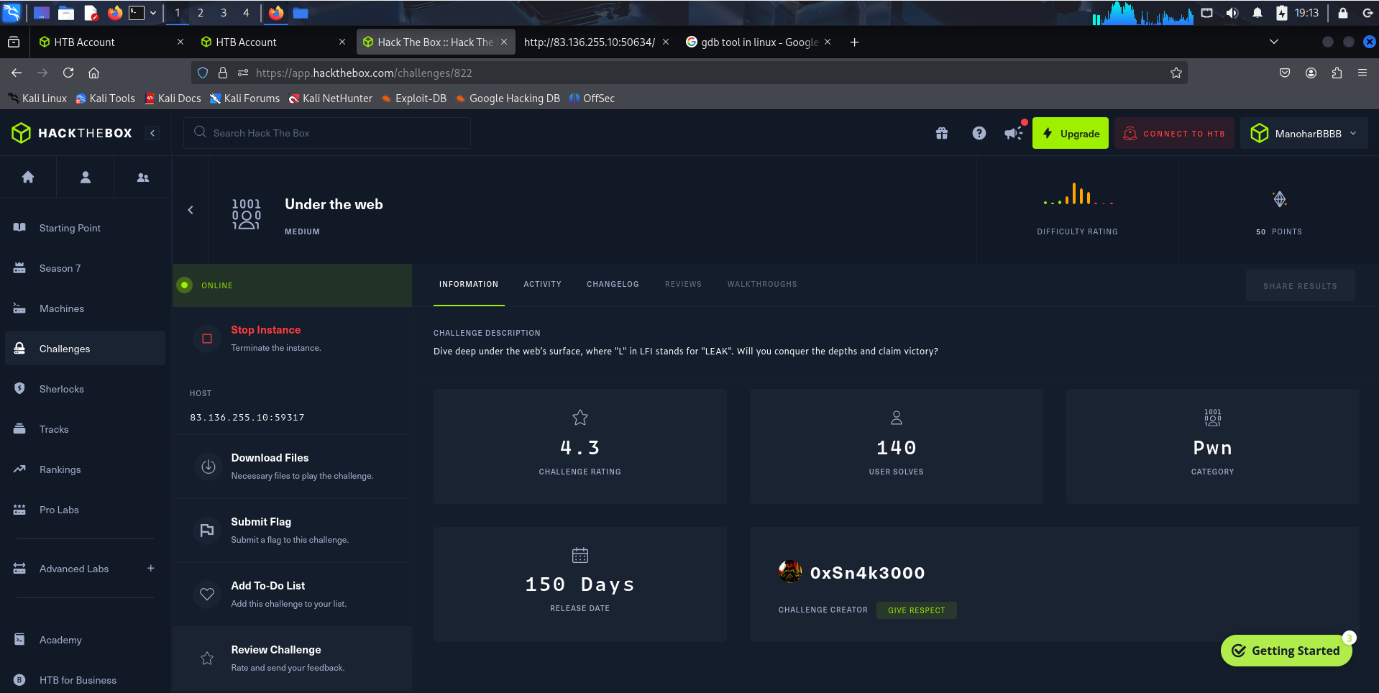 1 2 3 4 19:13
HTB Account HTB Account Hack The Box :: Hack The http://83.136.255.10:50634/ gdb tool in linux - Google
https://app.hackthebox.com/challenges/822
Kali Linux Kali Tools Kali Docs Kali Forums Kali NetHunter Exploit-DB Google Hacking DB OffSec
HACKTHEBOX Search Hack The Box Upgrade CONNECT TO HTB ManoharBBBB
Starting Point
Season 7
Machines
Challenges
Sherlocks
Tracks
Rankings
Pro Labs
Advanced Labs +
Academy
HTB for Business
1001
000
Under the web
MEDIUM
DIFFICULTY RATING
50 POINTS
ONLINE
Stop Instance
Terminate the instance.
HOST
83.136.255.10:59317
Download Files
Necessary files to play the challenge.
Submit Flag
Submit a flag to this challenge.
Add To-Do List
Add this challenge to your list.
Review Challenge
Rate and send your feedback.
INFORMATION ACTIVITY CHANGELOG REVIEWS WALKTHROUGHS SHARE RESULTS
CHALLENGE DESCRIPTION
Dive deep under the web's surface, where "L" in LFI stands for "LEAK". Will you conquer the depths and claim victory?
4.3
CHALLENGE RATING
140
USER SOLVES
Pwn
CATEGORY
150 Days
RELEASE DATE
0xSn4k3000
CHALLENGE CREATOR GIVE RESPECT
Getting Started 3